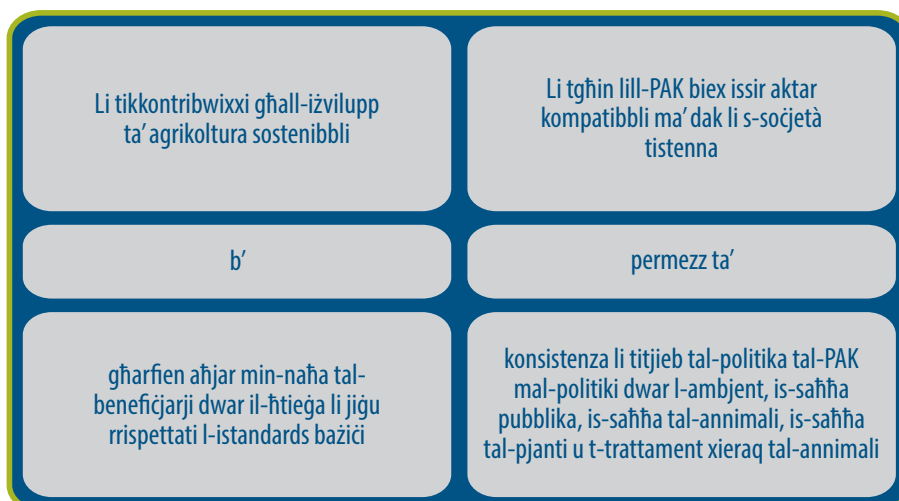 Li tikkontribwixxi għall-iżvilupp
ta’ agrikoltura sostenibbli
Li tgħin lill-PAK biex issir aktar
kompatibbli ma’ dak li s-soċjetà
tistenna
b’
permezz ta’
għarfien aħjar min-naħa tal-
benefiċjarji dwar il-ħtieġa li jiġu
rrispettati l-istandards bażiċi
konsistenza li titjieb tal-politika tal-PAK
mal-politiki dwar l-ambjent, is-saħħa
pubblika, is-saħħa tal-annimali, is-saħħa
tal-pjanti u t-trattament xieraq tal-annimali